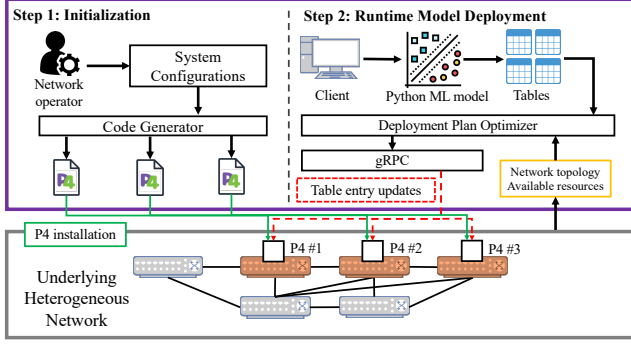 Step 1: Initialization
Network
operator
System
Configurations
Code Generator
P4
P4
P4
Step 2: Runtime Model Deployment
Client
Python ML model
Tables
Deployment Plan Optimizer
gRPC
Table entry updates
Network topology
Available resources
P4 installation
P4 #1
P4 #2
P4 #3
Underlying
Heterogeneous
Network